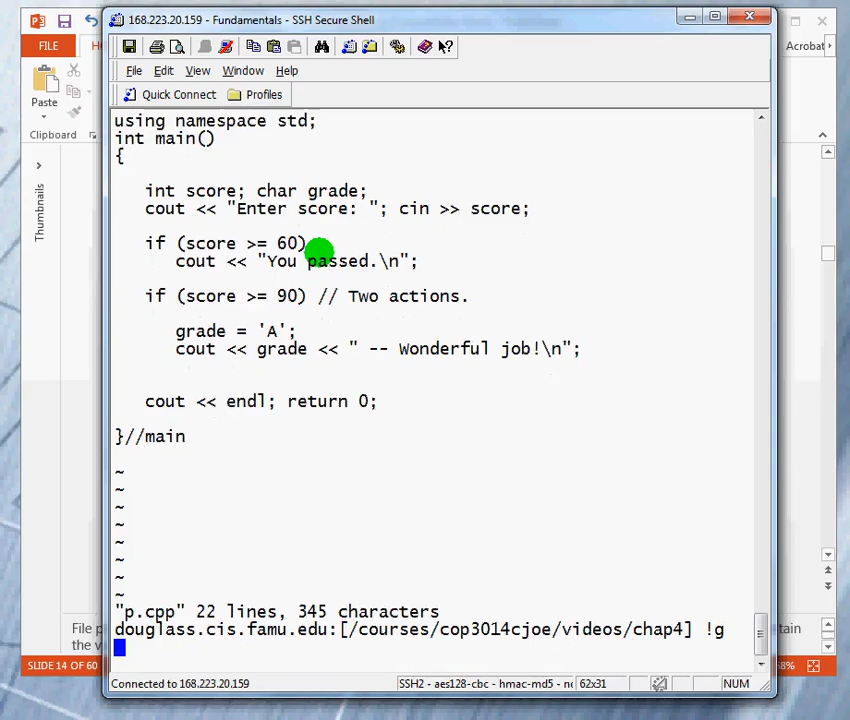 168.223.20.159 - Fundamentals - SSH Secure Shell
FILE
Acrobat
File Edit View Window Help
Paste
Quick Connect Profiles
Clipboard
Thumbnails
using namespace std;
int main()
{
int score; char grade;
cout << "Enter score: "; cin >> score;
if (score >= 60)
cout << "You passed.\n";
if (score >= 90) // Two actions.
grade = 'A';
cout << grade << " -- Wonderful job!\n";
cout << endl; return 0;
}//main
~
~
~
~
~
~
~
~
"p.cpp" 22 lines, 345 characters
douglass.cis.famu.edu:[/courses/cop3014cjoe/videos/chap4] !g
File p
the v
SLIDE 14 OF 60
Connected to 168.223.20.159
SSH2 - aes128-cbc - hmac-md5 - nc
62x31
NUM